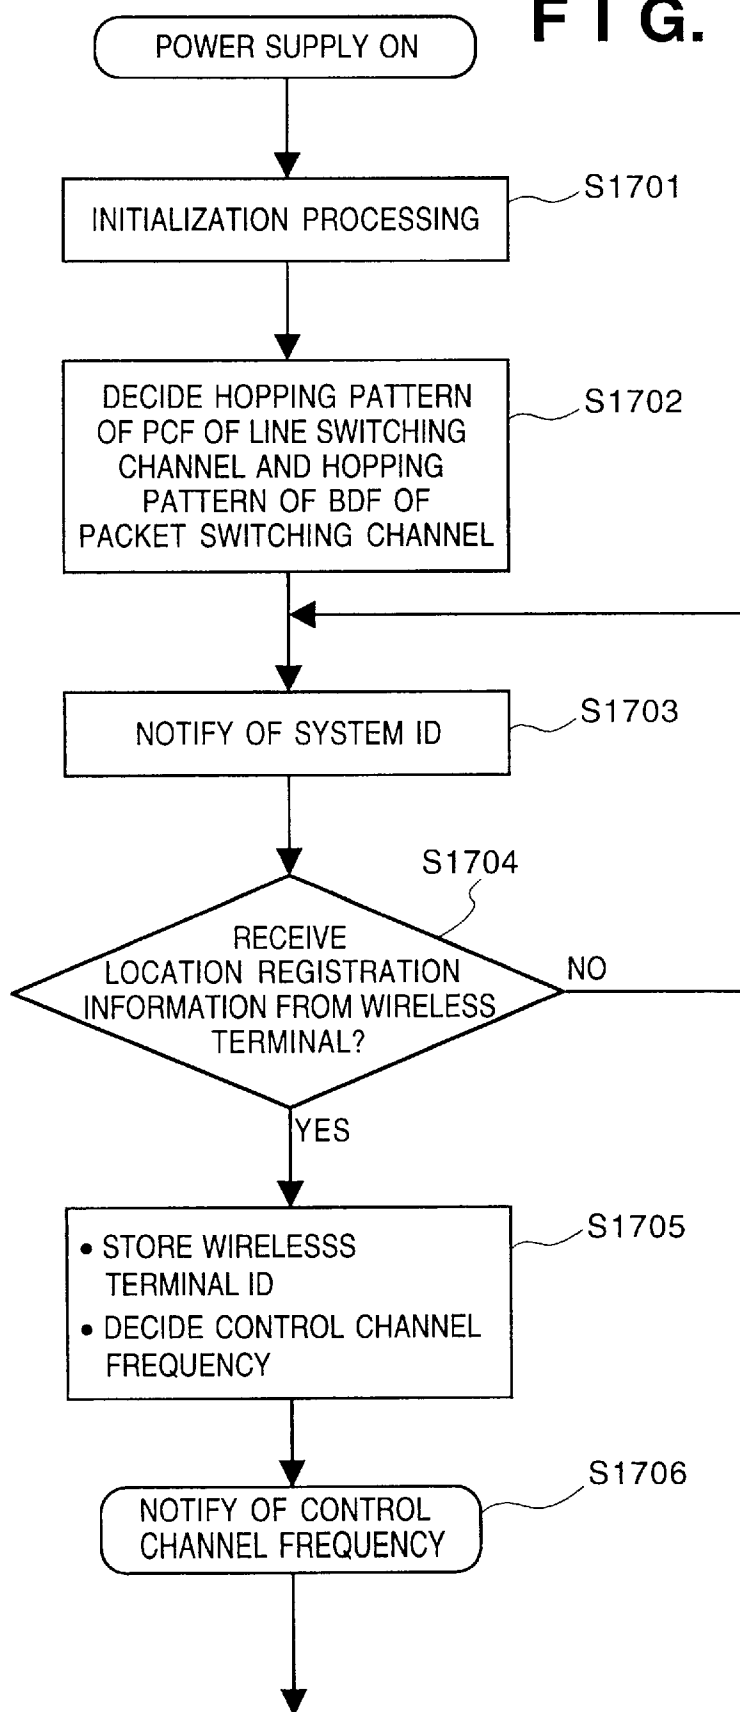 FIG.
POWER SUPPLY ON
S1701
INITIALIZATION PROCESSING
S1702
DECIDE HOPPING PATTERN
OF PCF OF LINE SWITCHING
CHANNEL AND HOPPING
PATTERN OF BDF OF
PACKET SWITCHING CHANNEL
S1703
NOTIFY OF SYSTEM ID
S1704
RECEIVE
LOCATION REGISTRATION
INFORMATION FROM WIRELESS
TERMINAL?
NO
YES
S1705
• STORE WIRELESSS
TERMINAL ID
• DECIDE CONTROL CHANNEL
FREQUENCY
S1706
NOTIFY OF CONTROL
CHANNEL FREQUENCY